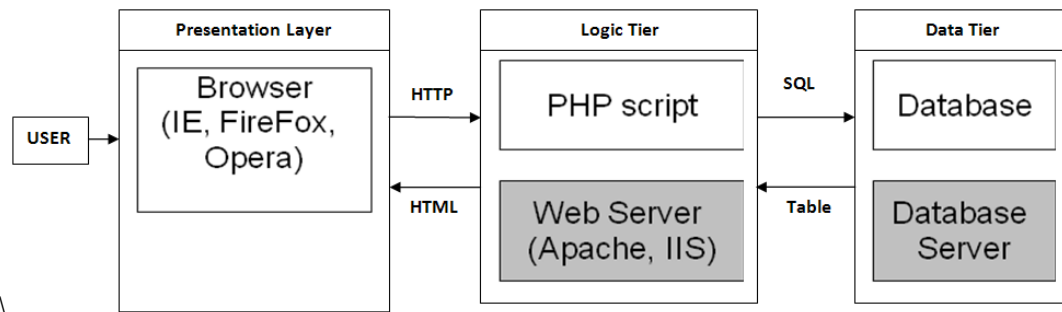 Presentation Layer
Logic Tier
Data Tier
USER
Browser
(IE, FireFox,
Opera)
HTTP
HTML
PHP script
Web Server
(Apache, IIS)
SQL
Table
Database
Database
Server